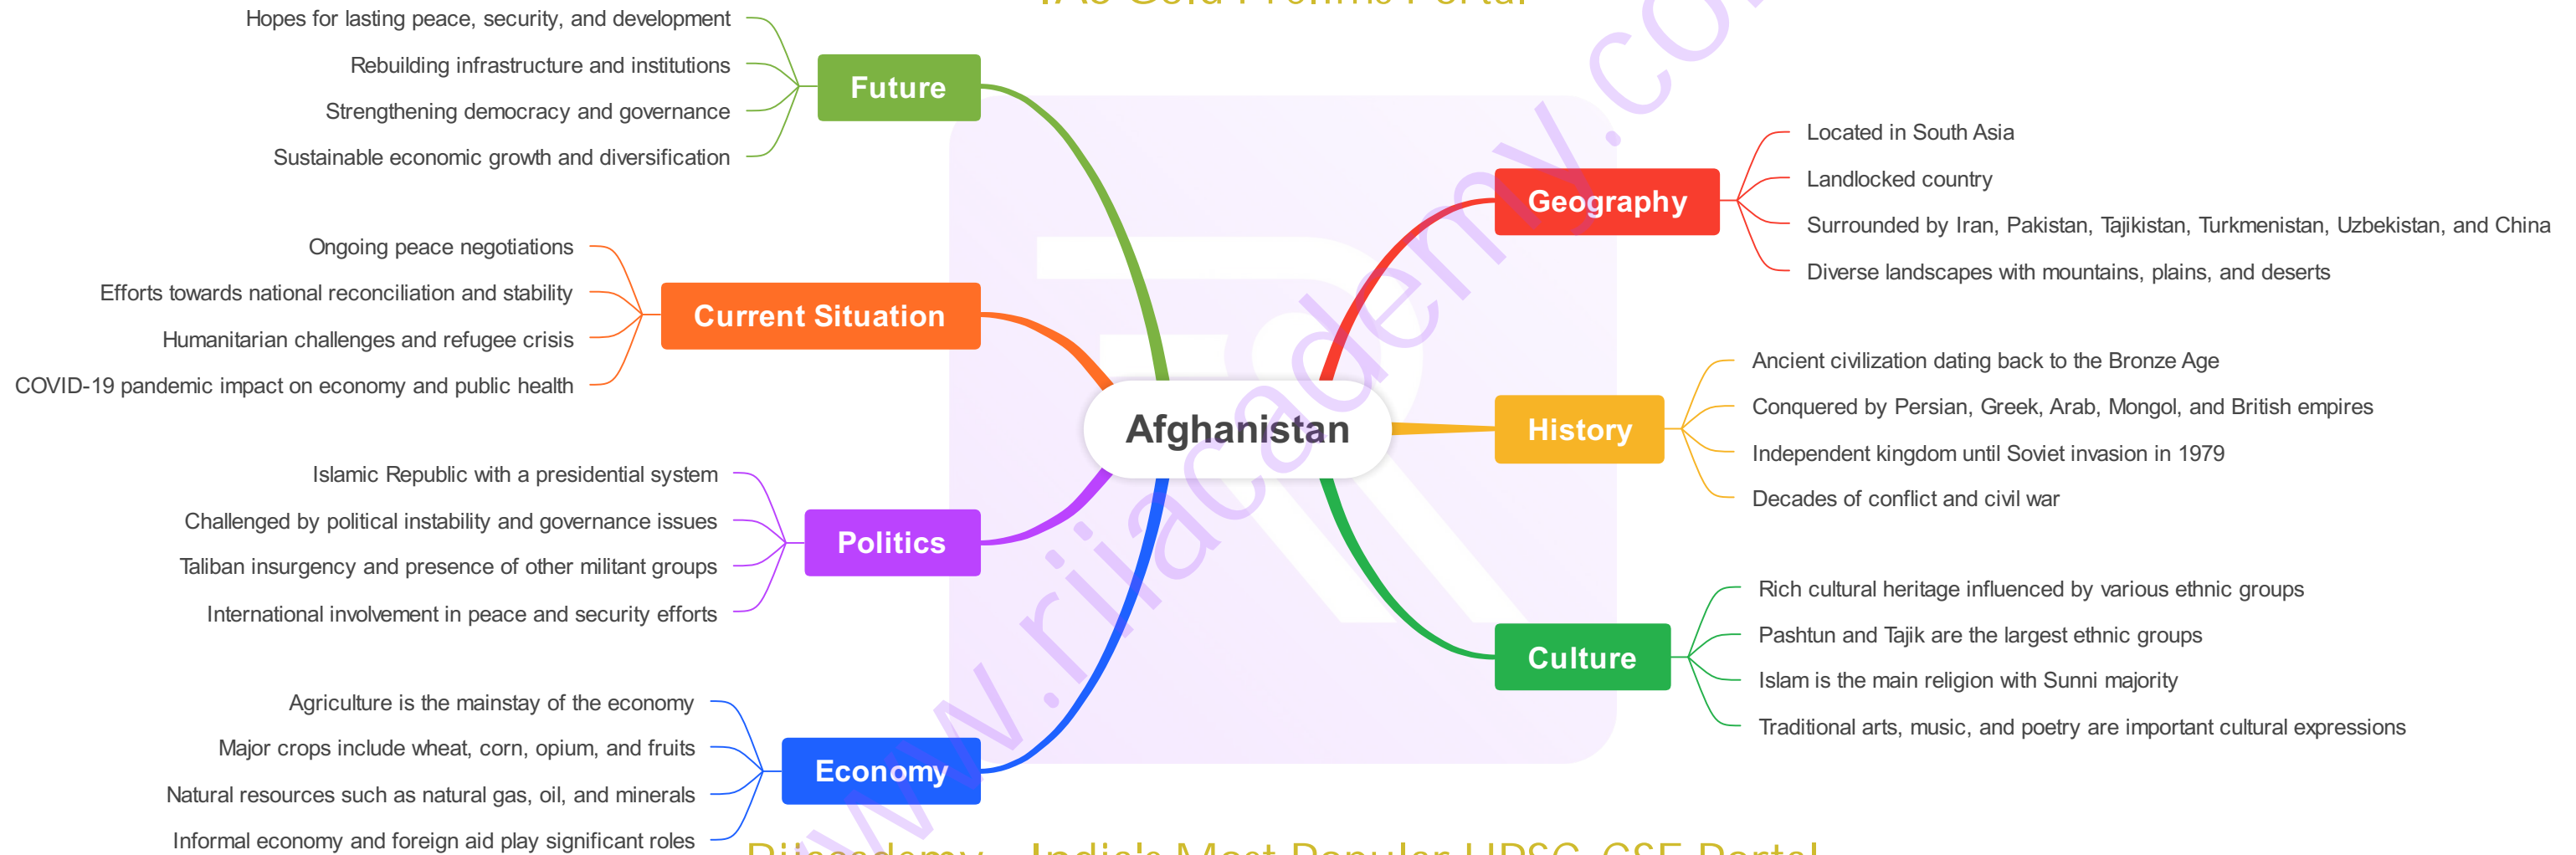 IAS Gold Prelims Portal
Future
Hopes for lasting peace, security, and development
Rebuilding infrastructure and institutions
Strengthening democracy and governance
Sustainable economic growth and diversification
Current Situation
Ongoing peace negotiations
Efforts towards national reconciliation and stability
Humanitarian challenges and refugee crisis
COVID-19 pandemic impact on economy and public health
Politics
Islamic Republic with a presidential system
Challenged by political instability and governance issues
Taliban insurgency and presence of other militant groups
International involvement in peace and security efforts
Economy
Agriculture is the mainstay of the economy
Major crops include wheat, corn, opium, and fruits
Natural resources such as natural gas, oil, and minerals
Informal economy and foreign aid play significant roles
Afghanistan
Geography
Located in South Asia
Landlocked country
Surrounded by Iran, Pakistan, Tajikistan, Turkmenistan, Uzbekistan, and China
Diverse landscapes with mountains, plains, and deserts
History
Ancient civilization dating back to the Bronze Age
Conquered by Persian, Greek, Arab, Mongol, and British empires
Independent kingdom until Soviet invasion in 1979
Decades of conflict and civil war
Culture
Rich cultural heritage influenced by various ethnic groups
Pashtun and Tajik are the largest ethnic groups
Islam is the main religion with Sunni majority
Traditional arts, music, and poetry are important cultural expressions
www.rijacademy.co
India's Most Popular UPSC-CSE Portal